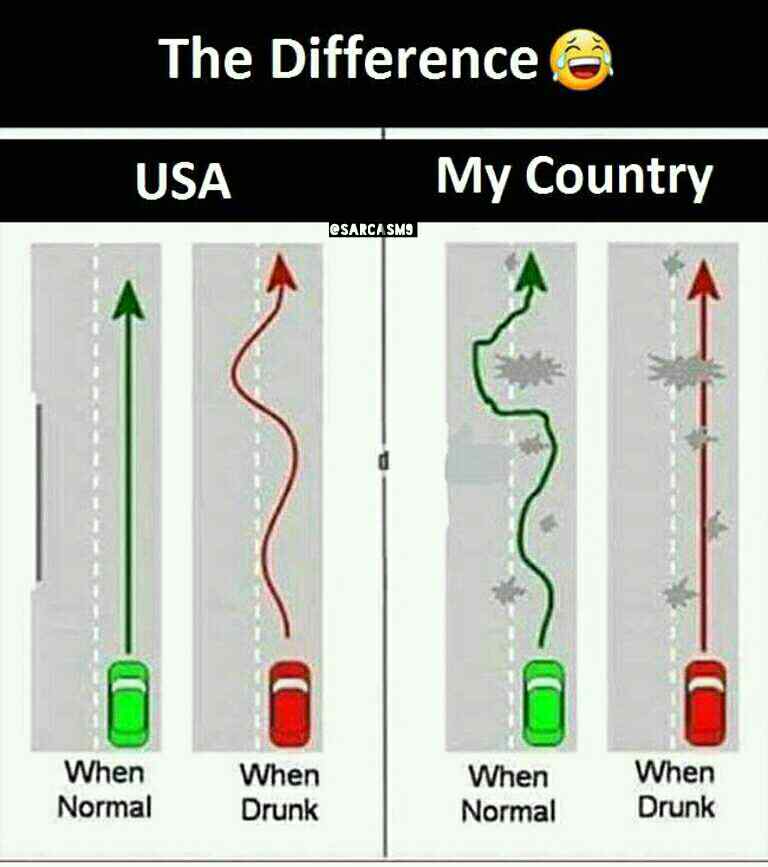 The Difference 😂
USA
My Country
@SARCASM9
d
When
Normal
When
Drunk
When
Normal
When
Drunk